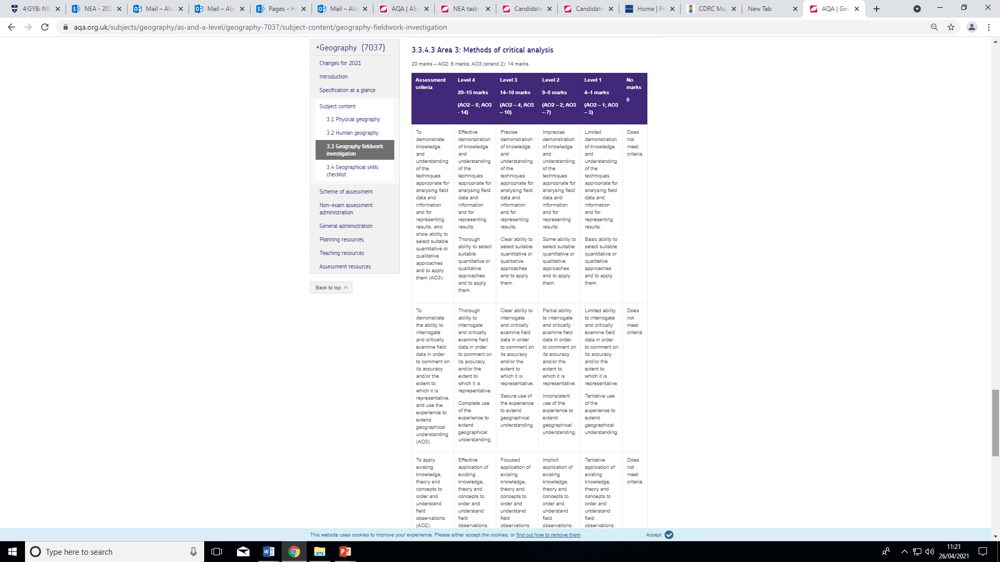 4;GYB: NE
NEA - 202
Mail – Alis
Mail – Alis
Pages - Ho
Mail – Alis
AQA | AS a
NEA task:
Candidate
Candidate
Home | Po
CDRC Ma
New Tab
AQA | Geo
aqa.org.uk/subjects/geography/as-and-a-level/geography-7037/subject-content/geography-fieldwork-investigation
Geography (7037)
Changes for 2021
Introduction
Specification at a glance
Subject content
3.1 Physical geography
3.2 Human geography
3.3 Geography fieldwork
investigation
3.4 Geographical skills
checklist
Scheme of assessment
Non-exam assessment
administration
General administration
Planning resources
Teaching resources
Assessment resources
Back to top
3.3.4.3 Area 3: Methods of critical analysis
20 marks – AO2: 6 marks; AO3 (strand 2): 14 marks
Assessment
criteria
Level 4
20–15 marks
(AO2 – 6; AO3
- 14)
Level 3
14–10 marks
(AO2 – 4; AO3
– 10)
Level 2
9–5 marks
(AO2 – 2; AO3
– 7)
Level 1
4–1 marks
(AO2 – 1; AO3
– 3)
No
marks
0
To
demonstrate
knowledge
and
understanding
of the
techniques
appropriate for
analysing field
data and
information
and for
representing
results, and
show ability to
select suitable
quantitative or
qualitative
approaches
and to apply
them (AO3).
Effective
demonstration
of knowledge
and
understanding
of the
techniques
appropriate for
analysing field
data and
information
and for
representing
results.
Thorough
ability to select
suitable
quantitative or
qualitative
approaches
and to apply
them.
Precise
demonstration
of knowledge
and
understanding
of the
techniques
appropriate for
analysing field
data and
information
and for
representing
results.
Clear ability to
select suitable
quantitative or
qualitative
approaches
and to apply
them.
Imprecise
demonstration
of knowledge
and
understanding
of the
techniques
appropriate for
analysing field
data and
information
and for
representing
results.
Some ability to
select suitable
quantitative or
qualitative
approaches
and to apply
them.
Limited
demonstration
of knowledge
and
understanding
of the
techniques
appropriate for
analysing field
data and
information
and for
representing
results.
Basic ability to
select suitable
quantitative or
qualitative
approaches
and to apply
them.
Does
not
meet
criteria.
To
demonstrate
the ability to
interrogate
and critically
examine field
data in order
to comment on
its accuracy
and/or the
extent to
which it is
representative,
and use the
experience to
extend
geographical
understanding
(AO3).
Thorough
ability to
interrogate
and critically
examine field
data in order
to comment on
its accuracy
and/or the
extent to
which it is
representative.
Complete use
of the
experience to
extend
geographical
understanding.
Clear ability to
interrogate
and critically
examine field
data in order
to comment on
its accuracy
and/or the
extent to
which it is
representative.
Secure use of
the experience
to extend
geographical
understanding.
Partial ability
to interrogate
and critically
examine field
data in order
to comment on
its accuracy
and/or the
extent to
which it is
representative.
Inconsistent
use of the
experience to
extend
geographical
understanding.
Limited ability
to interrogate
and critically
examine field
data in order
to comment on
its accuracy
and/or the
extent to
which it is
representative.
Tentative use
of the
experience to
extend
geographical
understanding.
Does
not
meet
criteria
To apply
existing
knowledge,
theory and
concepts to
order and
understand
field
observations
(AO2).
Effective
application of
existing
knowledge,
theory and
concepts to
order and
understand
field
observations.
Focused
application of
existing
knowledge,
theory and
concepts to
order and
understand
field
observations.
Implicit
application of
existing
knowledge,
theory and
concepts to
order and
understand
field
observations.
Tentative
application of
existing
knowledge,
theory and
concepts to
order and
understand
field
observations.
Does
not
meet
criteria.
This website uses cookies to improve your experience. Please either accept the cookies, or find out how to remove them
Accept
Type here to search
11:21
26/04/2021